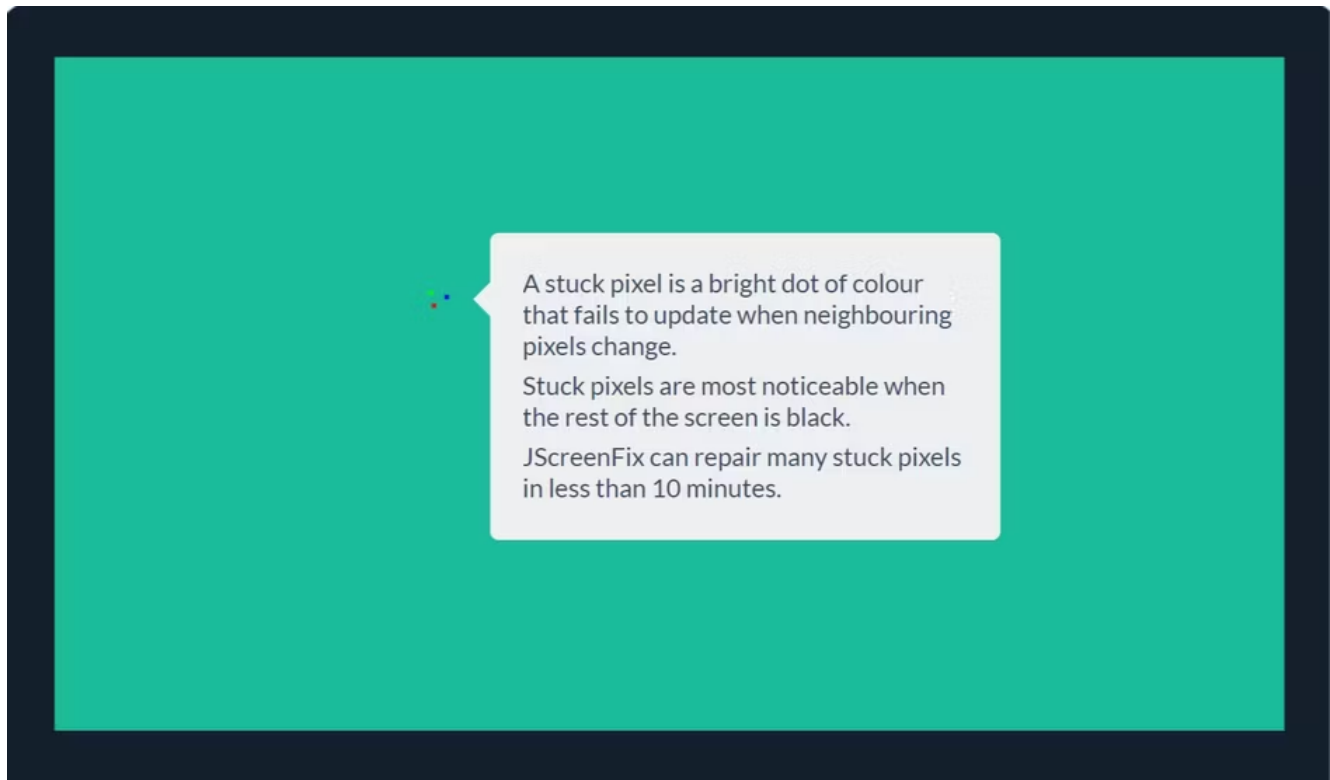 A stuck pixel is a bright dot of colour
that fails to update when neighbouring
pixels change.
Stuck pixels are most noticeable when
the rest of the screen is black.
JScreenFix can repair many stuck pixels
in less than 10 minutes.